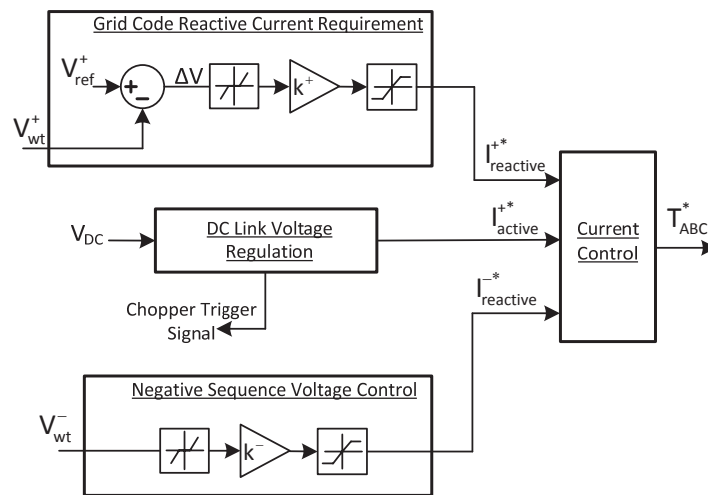 Grid Code Reactive Current Requirement
V+ref
ΔV
k+
V+wt
I+*reactive
VDC
DC Link Voltage
Regulation
I+*active
Current
Control
T*ABC
Chopper Trigger
Signal
I-*reactive
Negative Sequence Voltage Control
V-wt
k-